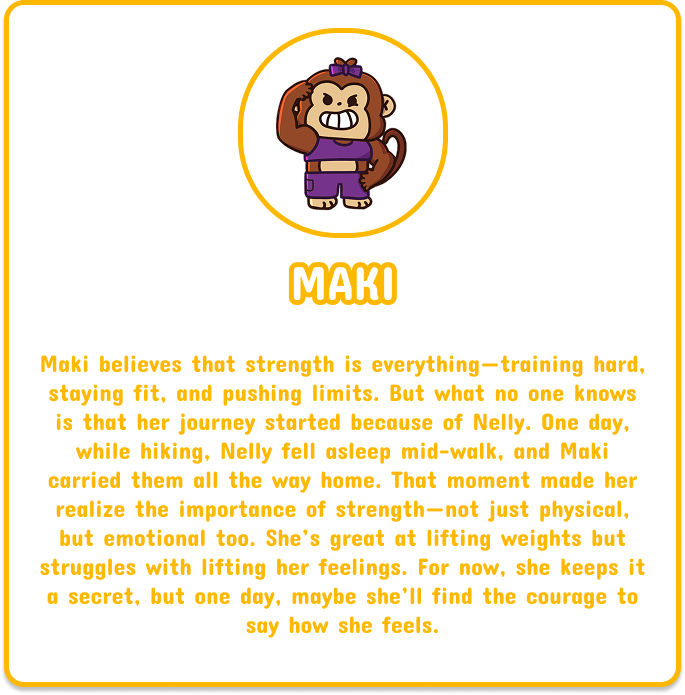 MAKI
Maki believes that strength is everything—training hard,
staying fit, and pushing limits. But what no one knows
is that her journey started because of Nelly. One day,
while hiking, Nelly fell asleep mid-walk, and Maki
carried them all the way home. That moment made her
realize the importance of strength—not just physical,
but emotional too. She's great at lifting weights but
struggles with lifting her feelings. For now, she keeps it
a secret, but one day, maybe she'll find the courage to
say how she feels.